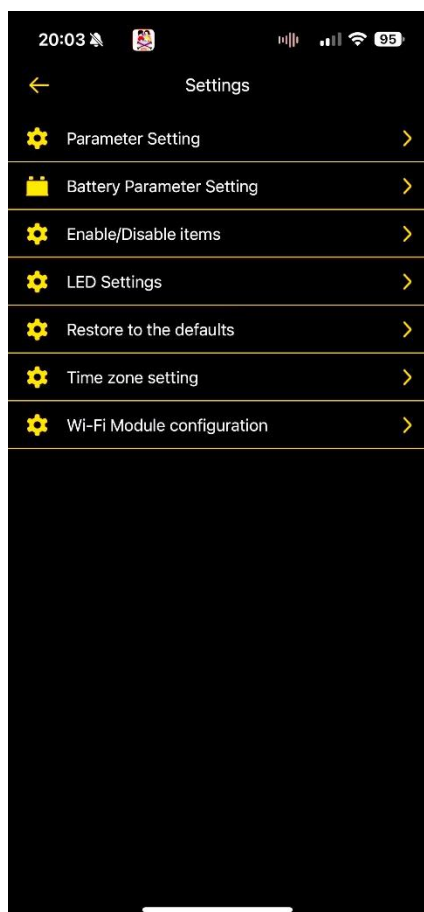 20:03
95
Settings
Parameter Setting
Battery Parameter Setting
Enable/Disable items
LED Settings
Restore to the defaults
Time zone setting
Wi-Fi Module configuration